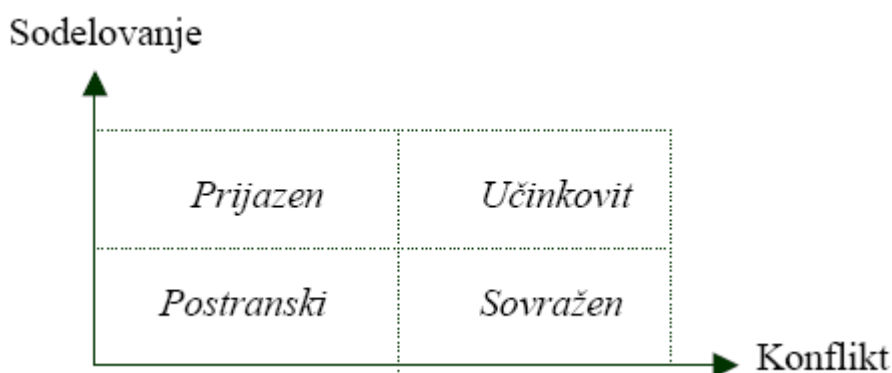 Sodelovanje
Prijazen Učinkovit
Postranski Sovražen
Konflikt